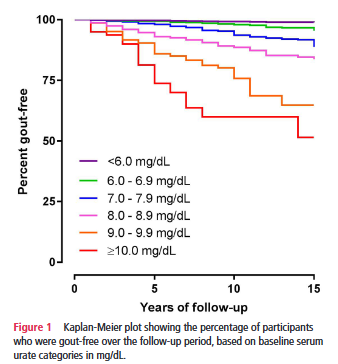 100
75
50
25
0
Percent gout-free
<6.0 mg/dL
6.0 - 6.9 mg/dL
7.0 - 7.9 mg/dL
8.0 - 8.9 mg/dL
9.0 - 9.9 mg/dL
≥10.0 mg/dL
0 5 10 15
Years of follow-up
Figure 1 Kaplan-Meier plot showing the percentage of participants
who were gout-free over the follow-up period, based on baseline serum
urate categories in mg/dL.